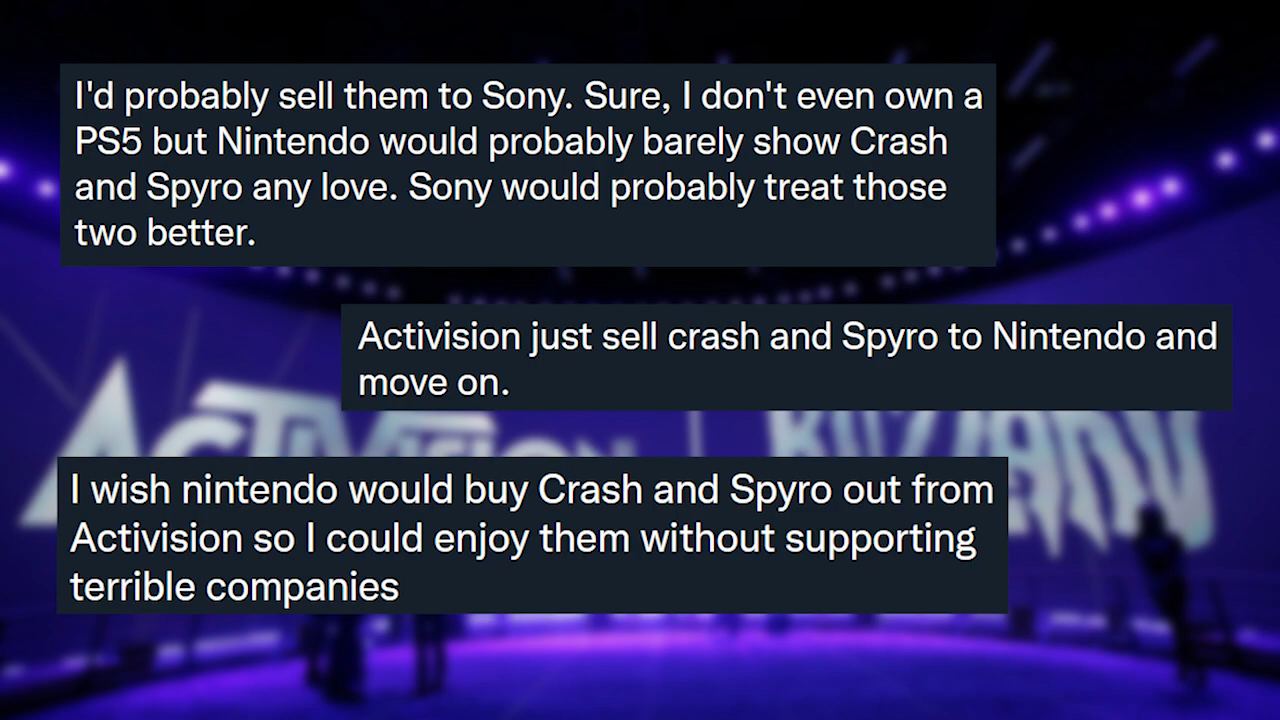 I'd probably sell them to Sony. Sure, I don't even own a
PS5 but Nintendo would probably barely show Crash
and Spyro any love. Sony would probably treat those
two better.
Activision just sell crash and Spyro to Nintendo and
move on.
ACTIVISION
I wish nintendo would buy Crash and Spyro out from
Activision so I could enjoy them without supporting
terrible companies